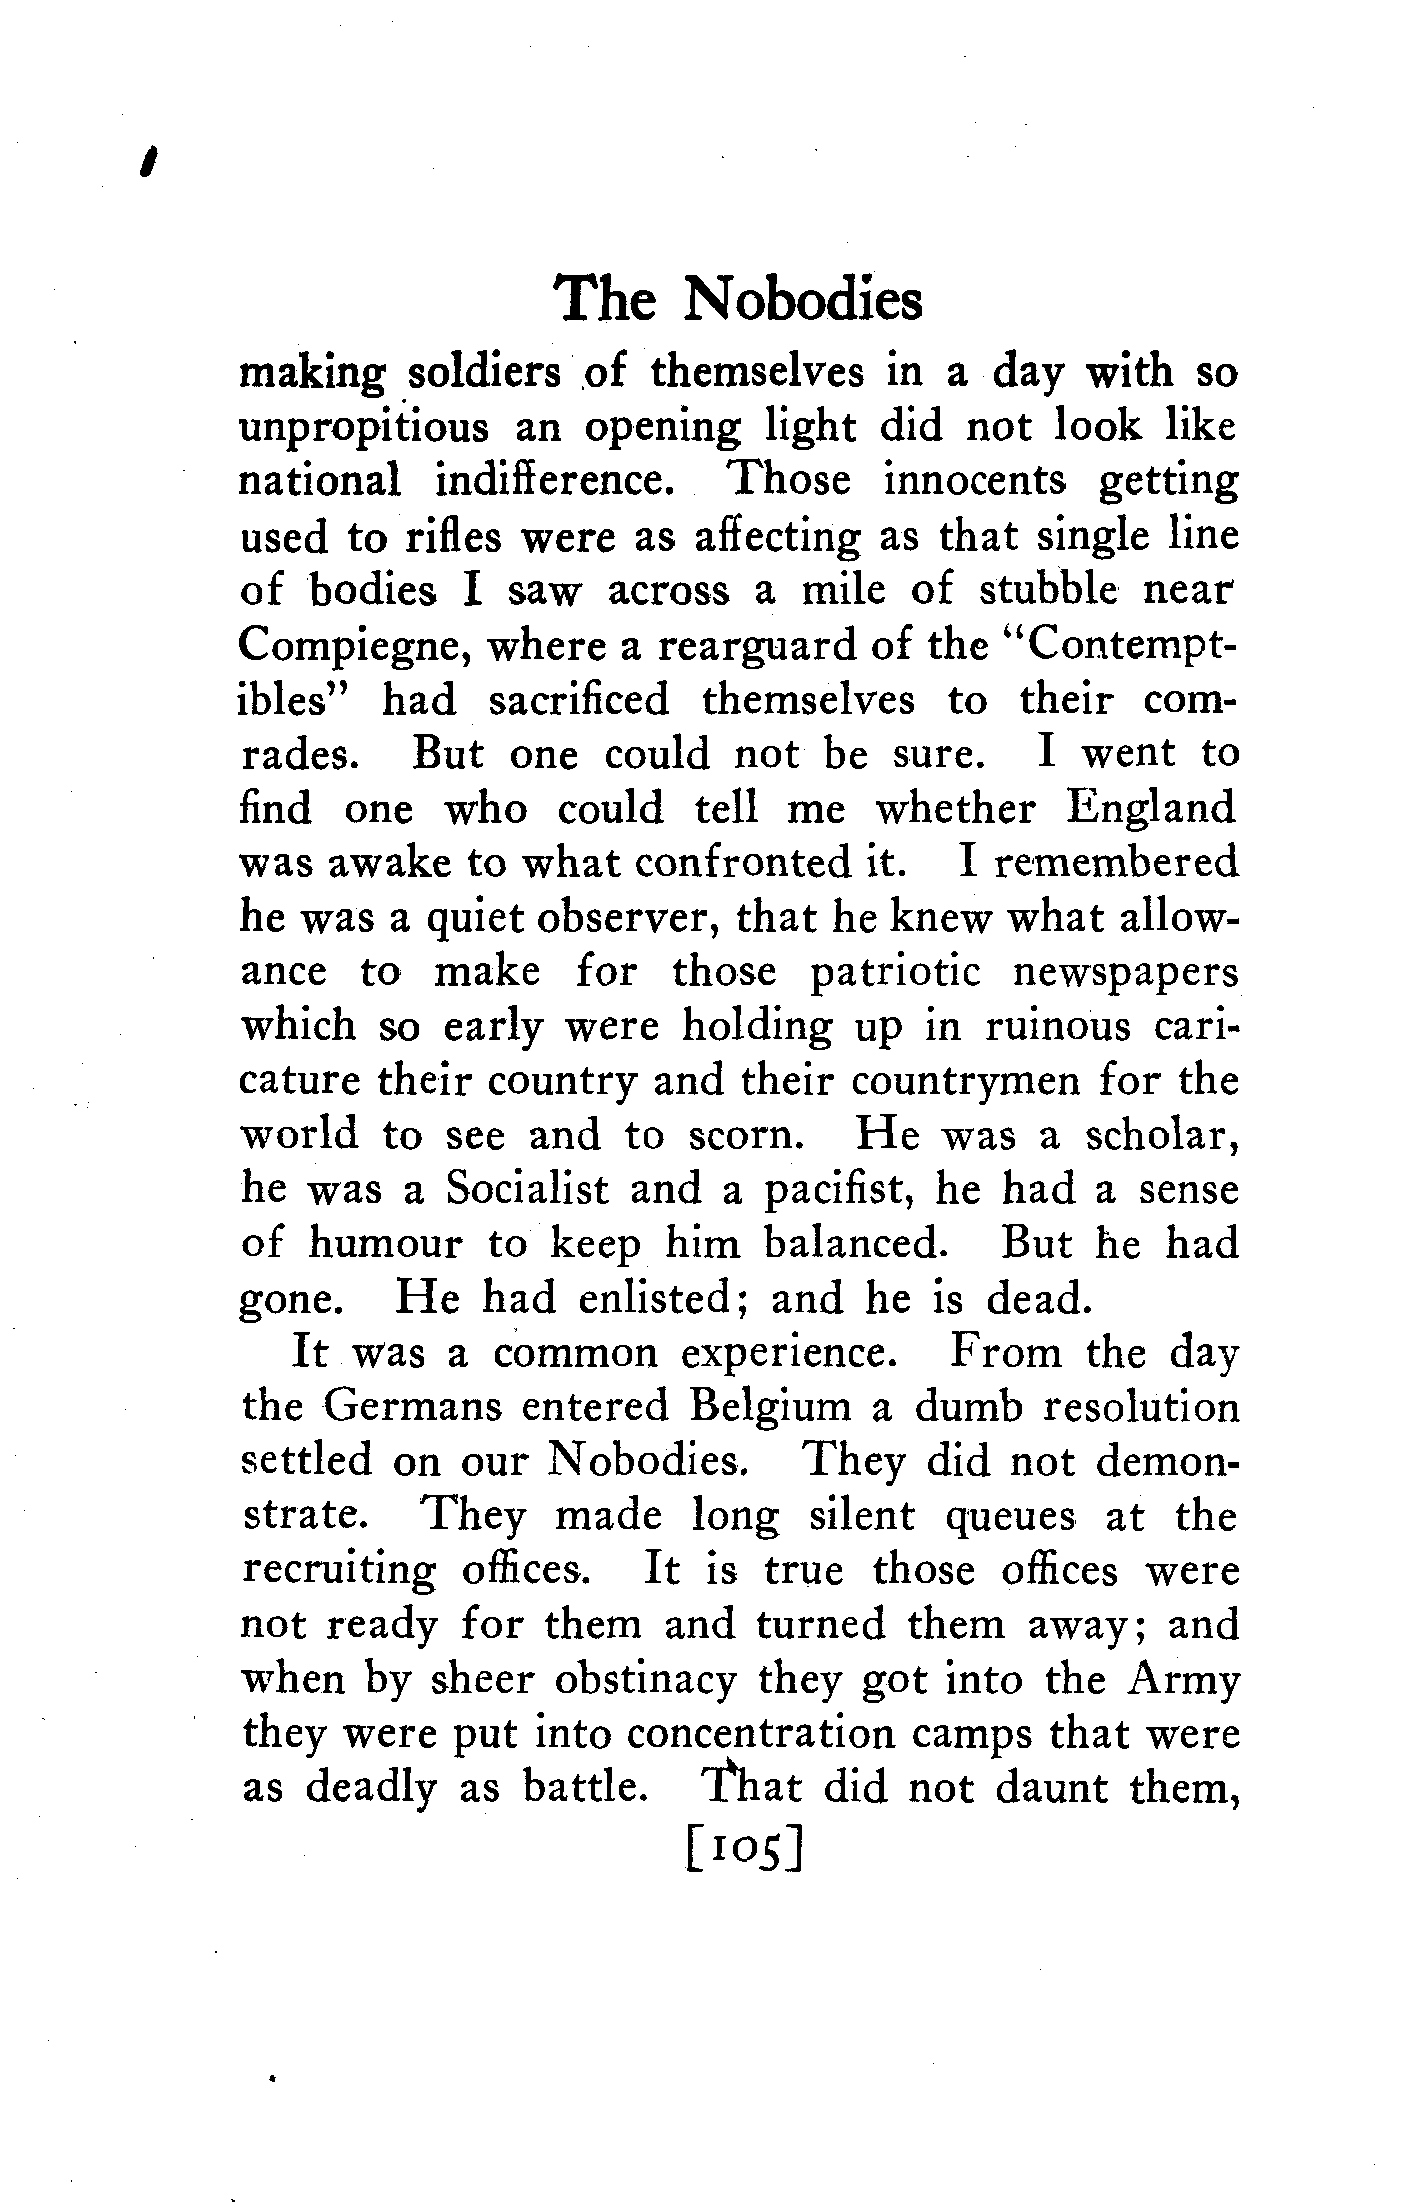 The Nobodies
making soldiers of themselves in a day with so
unpropitious an opening light did not look like
national indifference. Those innocents getting
used to rifles were as affecting as that single line
of bodies I saw across a mile of stubble near
Compiegne, where a rearguard of the "Contempt-
ibles" had sacrificed themselves to their com-
rades. But one could not be sure. I went to
find one who could tell me whether England
was awake to what confronted it. I remembered
he was a quiet observer, that he knew what allow-
ance to make for those patriotic newspapers
which so early were holding up in ruinous cari-
cature their country and their countrymen for the
world to see and to scorn. He was a scholar,
he was a Socialist and a pacifist, he had a sense
of humour to keep him balanced. But he had
gone. He had enlisted; and he is dead.
It was a common experience. From the day
the Germans entered Belgium a dumb resolution
settled on our Nobodies. They did not demon-
strate. They made long silent queues at the
recruiting offices. It is true those offices were
not ready for them and turned them away; and
when by sheer obstinacy they got into the Army
they were put into concentration camps that were
as deadly as battle. That did not daunt them,
[105]